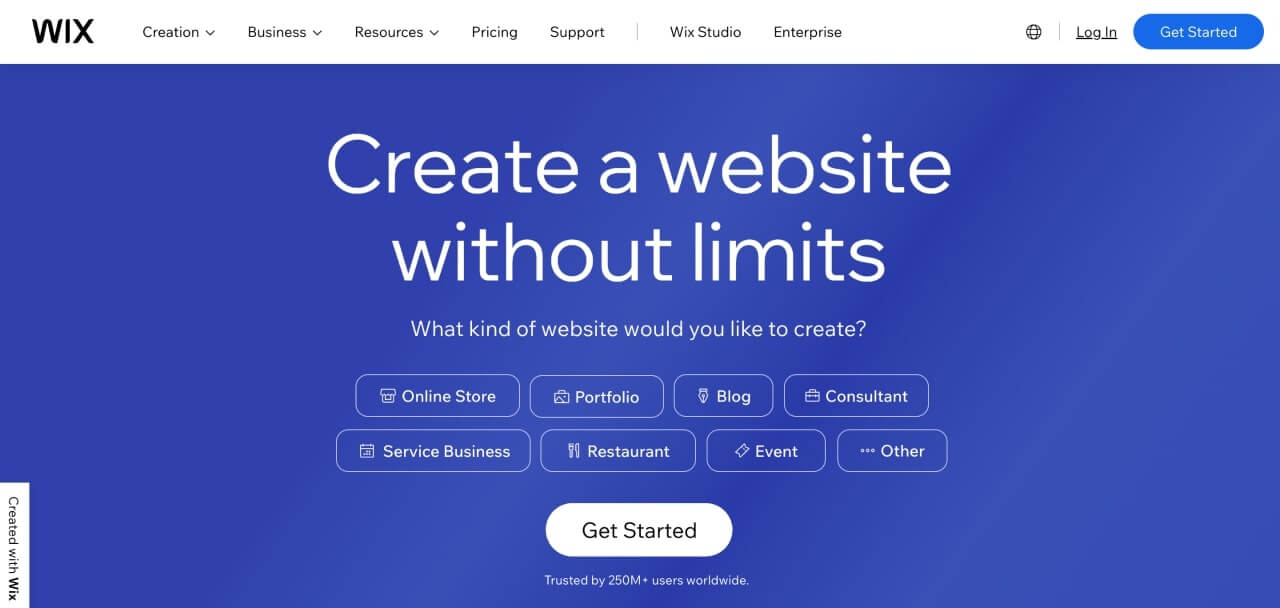 WIX
Creation Business Resources Pricing Support Wix Studio Enterprise Log In Get Started
Create a website
without limits
What kind of website would you like to create?
Online Store Portfolio Blog Consultant
Service Business Restaurant Event Other
Get Started
Trusted by 250M+ users worldwide.
Created with Wix